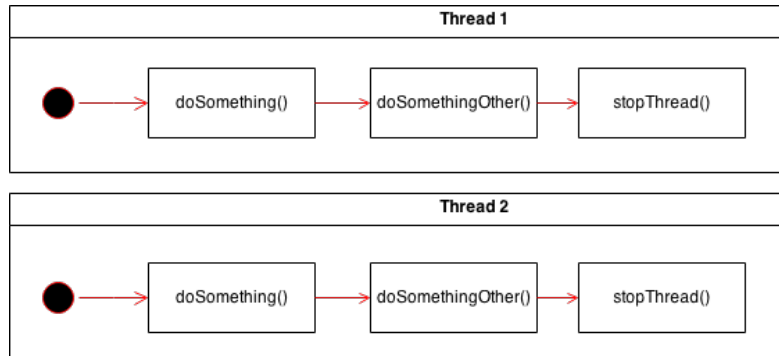 Thread 1
doSomething()
doSomethingOther()
stopThread()
Thread 2
doSomething()
doSomethingOther()
stopThread()